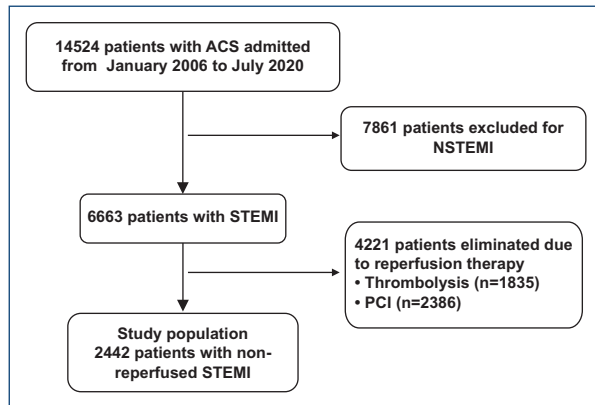 14524 patients with ACS admitted
from January 2006 to July 2020
7861 patients excluded for
NSTEMI
6663 patients with STEMI
4221 patients eliminated due
to reperfusion therapy
• Thrombolysis (n=1835)
• PCI (n=2386)
Study population
2442 patients with non-
reperfused STEMI